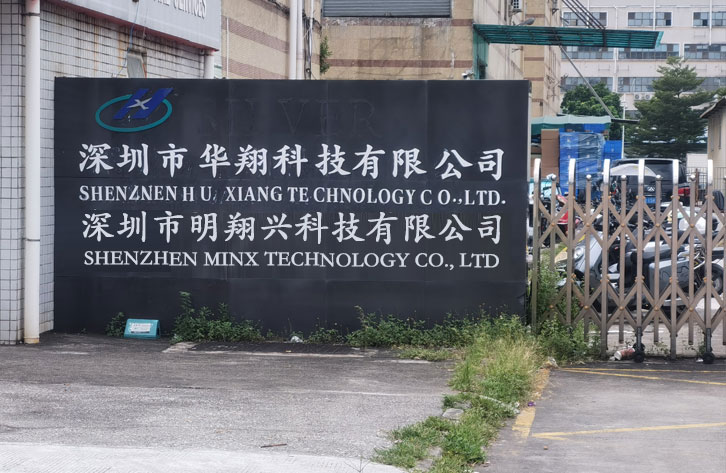 深圳市华翔科技有限公司
SHENZNEN H U, XIANG TE CHNOLOGY C O.,LTD.
深圳市明翔兴科技有限公司
SHENZHEN MINX TECHNOLOGY CO., LTD